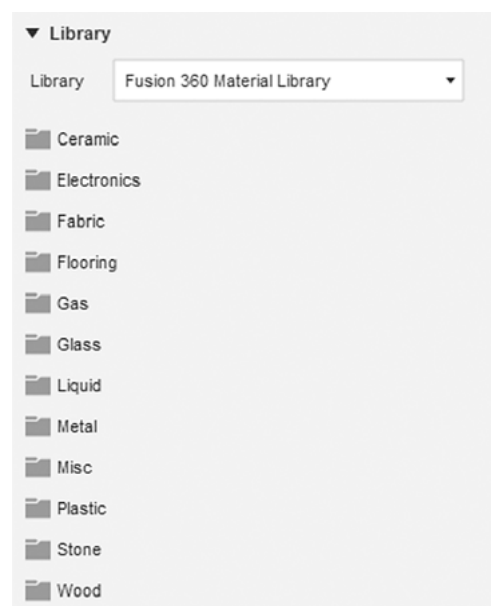 Library
Library Fusion 360 Material Library
Ceramic
Electronics
Fabric
Flooring
Gas
Glass
Liquid
Metal
Misc
Plastic
Stone
Wood